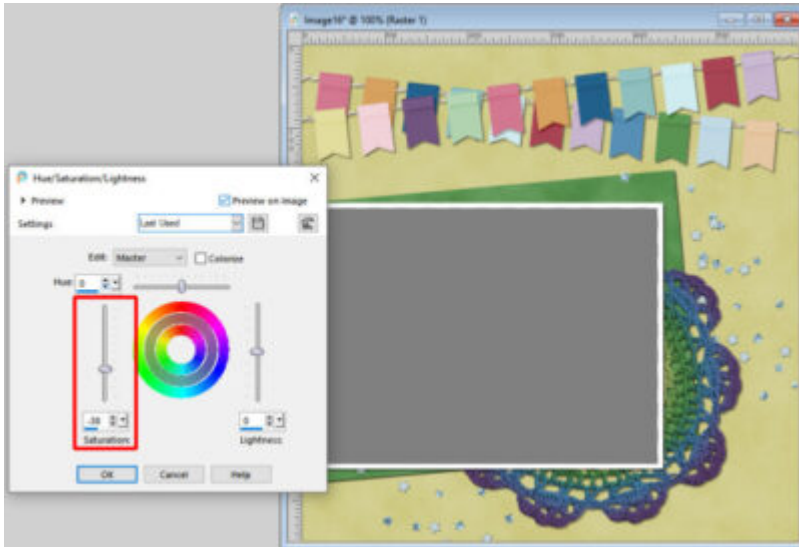 Image16* @ 100% (Raster 1)
Hue/Saturation/Lightness
Preview
Preview on Image
Settings
Last Used
Edit: Master
Colorize
Hue: 0
-38
0
Saturation
Lightness
OK
Cancel
Help